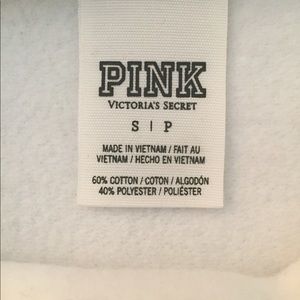 PINK
VICTORIA'S SECRET
S | P
MADE IN VIETNAM / FAIT AU
VIETNAM / HECHO EN VIETNAM
60% COTTON / COTON / ALGODÓN
40% POLYESTER / POLIÉSTER